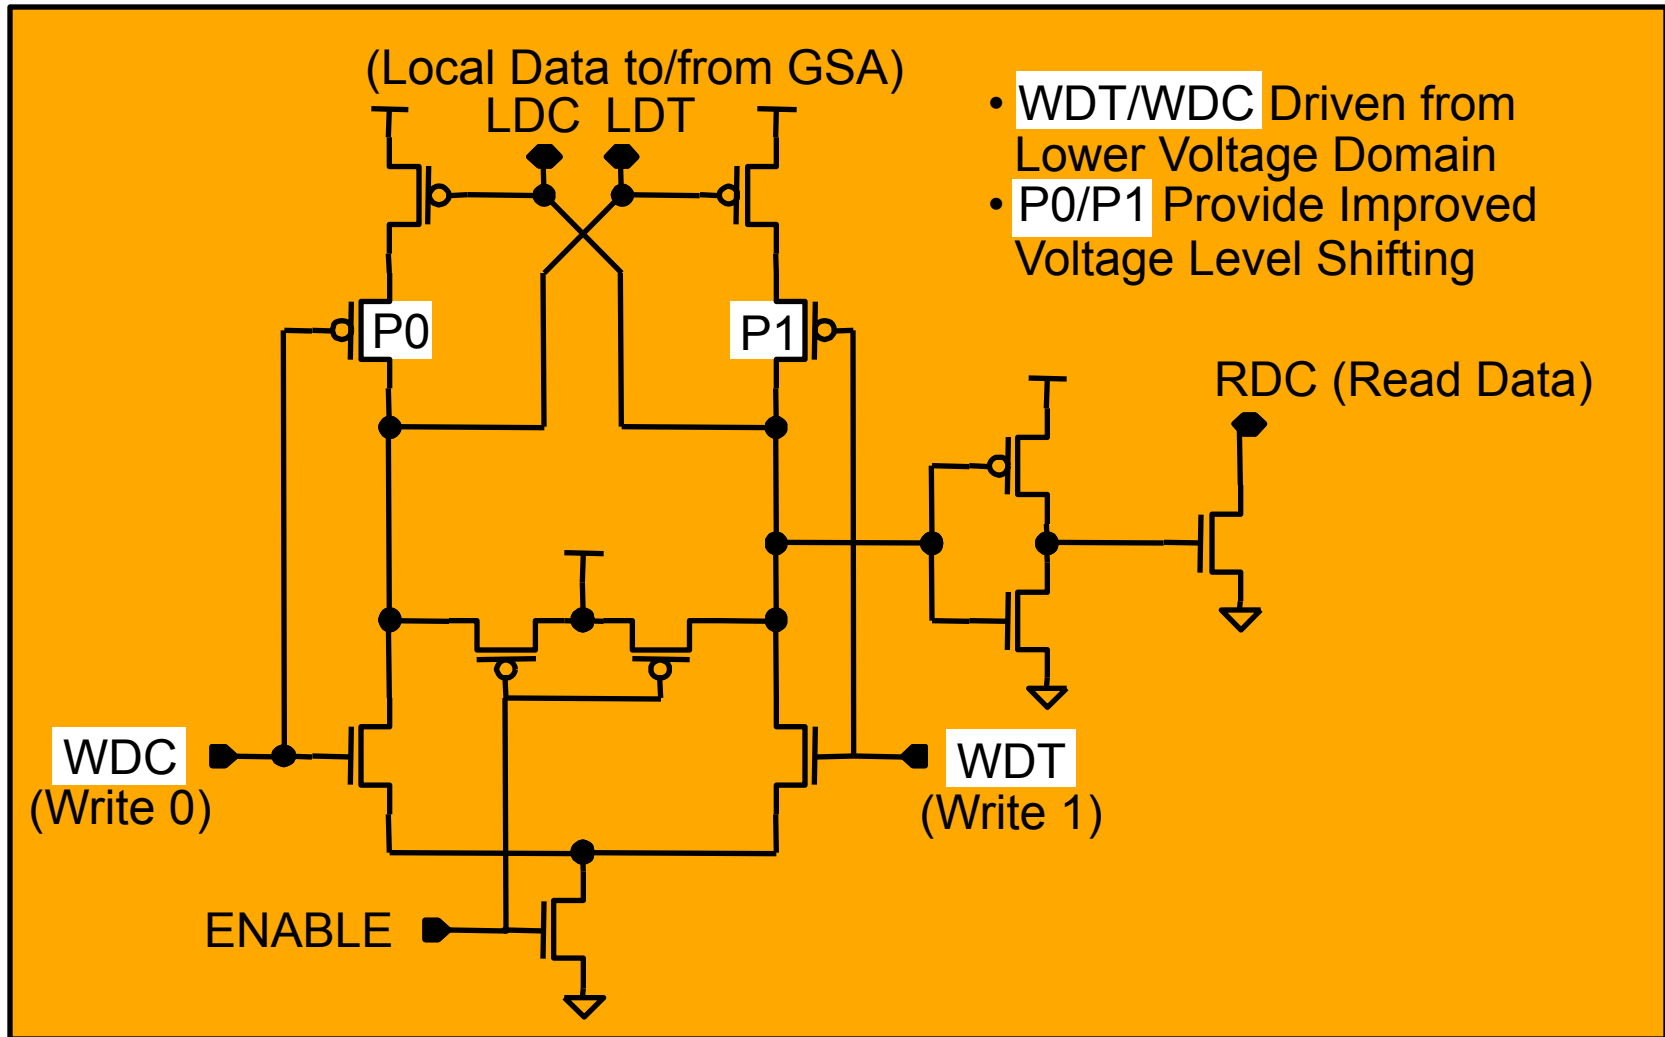 (Local Data to/from GSA)
LDC LDT
• WDT/WDC Driven from
Lower Voltage Domain
• P0/P1 Provide Improved
Voltage Level Shifting
P0
P1
RDC (Read Data)
WDC
(Write 0)
WDT
(Write 1)
ENABLE